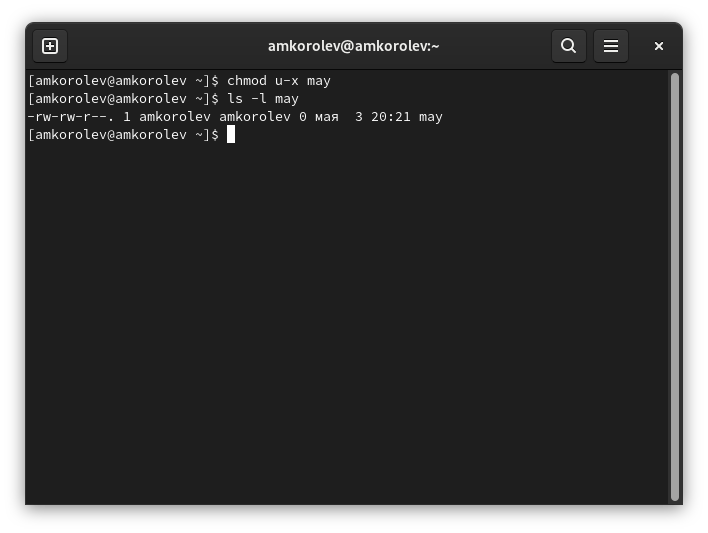 amkorolev@amkorolev:~
[amkorolev@amkorolev ~]$ chmod u-x may
[amkorolev@amkorolev ~]$ ls -l may
-rw-rw-r--. 1 amkorolev amkorolev 0 мая  3 20:21 may
[amkorolev@amkorolev ~]$